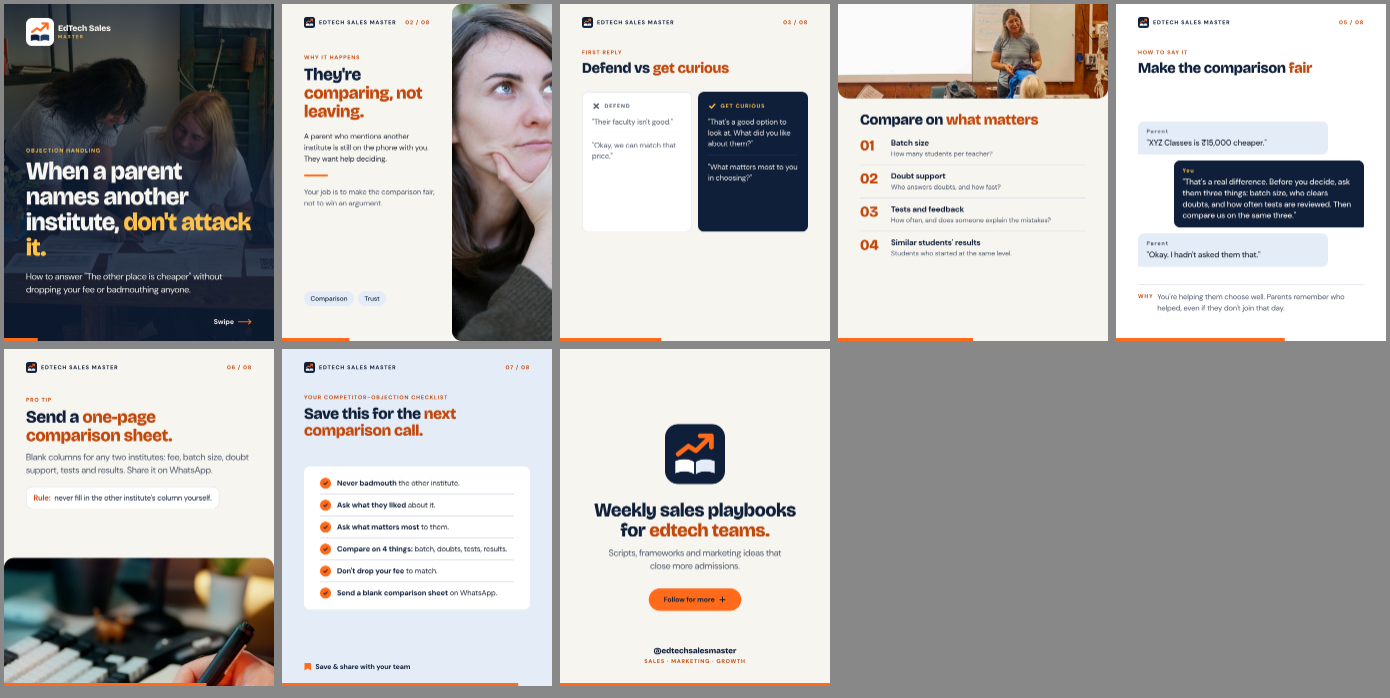 EdTech Sales
MASTER
OBJECTION HANDLING
When a parent
names another
institute, don't attack
it.
How to answer "The other place is cheaper" without
dropping your fee or badmouthing anyone.
Swipe
EDTECH SALES MASTER
02 / 08
WHY IT HAPPENS
They're
comparing, not
leaving.
A parent who mentions another
institute is still on the phone with you.
They want help deciding.
Your job is to make the comparison fair,
not to win an argument.
Comparison
Trust
EDTECH SALES MASTER
03 / 08
FIRST REPLY
Defend vs get curious
DEFEND
"Their faculty isn't good."
"Okay, we can match that
price."
GET CURIOUS
"That's a good option to
look at. What did you like
about them?"
"What matters most to you
in choosing?"
Compare on what matters
01
Batch size
How many students per teacher?
02
Doubt support
Who answers doubts, and how fast?
03
Tests and feedback
How often, and does someone explain the mistakes?
04
Similar students' results
Students who started at the same level.
EDTECH SALES MASTER
05 / 08
HOW TO SAY IT
Make the comparison fair
Parent
"XYZ Classes is ₹15,000 cheaper."
You
"That's a real difference. Before you decide, ask
them three things: batch size, who clears
doubts, and how often tests are reviewed. Then
compare us on the same three."
Parent
"Okay. I hadn't asked them that."
WHY You're helping them choose well. Parents remember who
helped, even if they don't join that day.
EDTECH SALES MASTER
06 / 08
PRO TIP
Send a one-page
comparison sheet.
Blank columns for any two institutes: fee, batch size, doubt
support, tests and results. Share it on WhatsApp.
Rule: never fill in the other institute's column yourself.
EDTECH SALES MASTER
07 / 08
YOUR COMPETITOR-OBJECTION CHECKLIST
Save this for the next
comparison call.
Never badmouth the other institute.
Ask what they liked about it.
Ask what matters most to them.
Compare on 4 things: batch, doubts, tests, results.
Don't drop your fee to match.
Send a blank comparison sheet on WhatsApp.
Save & share with your team
Weekly sales playbooks
for edtech teams.
Scripts, frameworks and marketing ideas that
close more admissions.
Follow for more +
@edtechsalesmaster
SALES · MARKETING · GROWTH